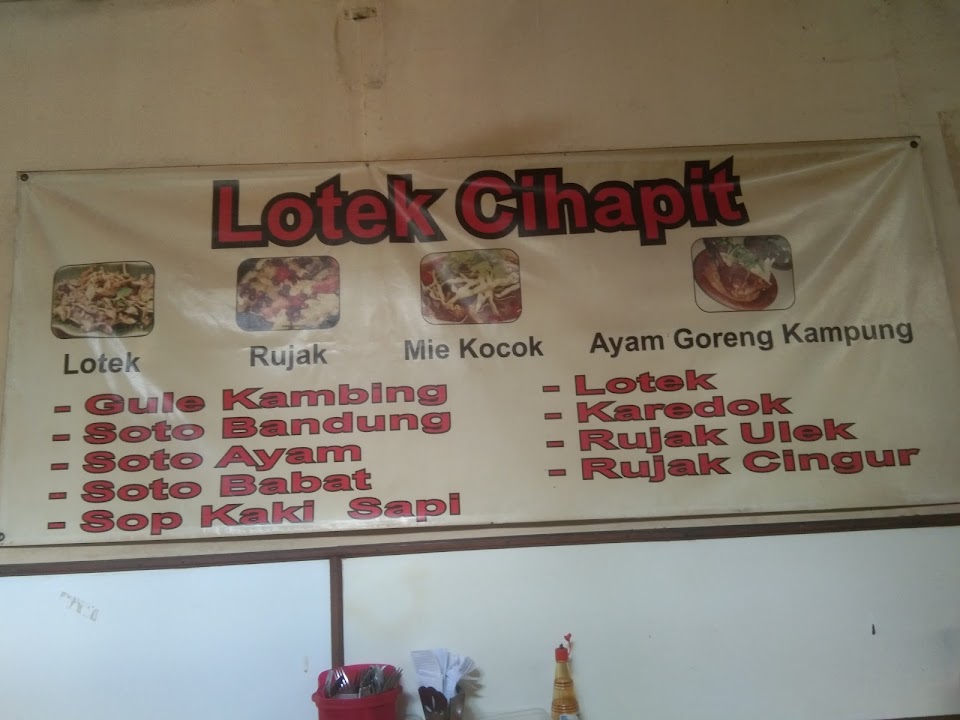 Lotek Cihapit
Lotek
Rujak
Mie Kocok
Ayam Goreng Kampung
- Gule Kambing
- Soto Bandung
- Soto Ayam
- Soto Babat
- Sop Kaki Sapi
- Lotek
- Karedok
- Rujak Ulek
- Rujak Cingur